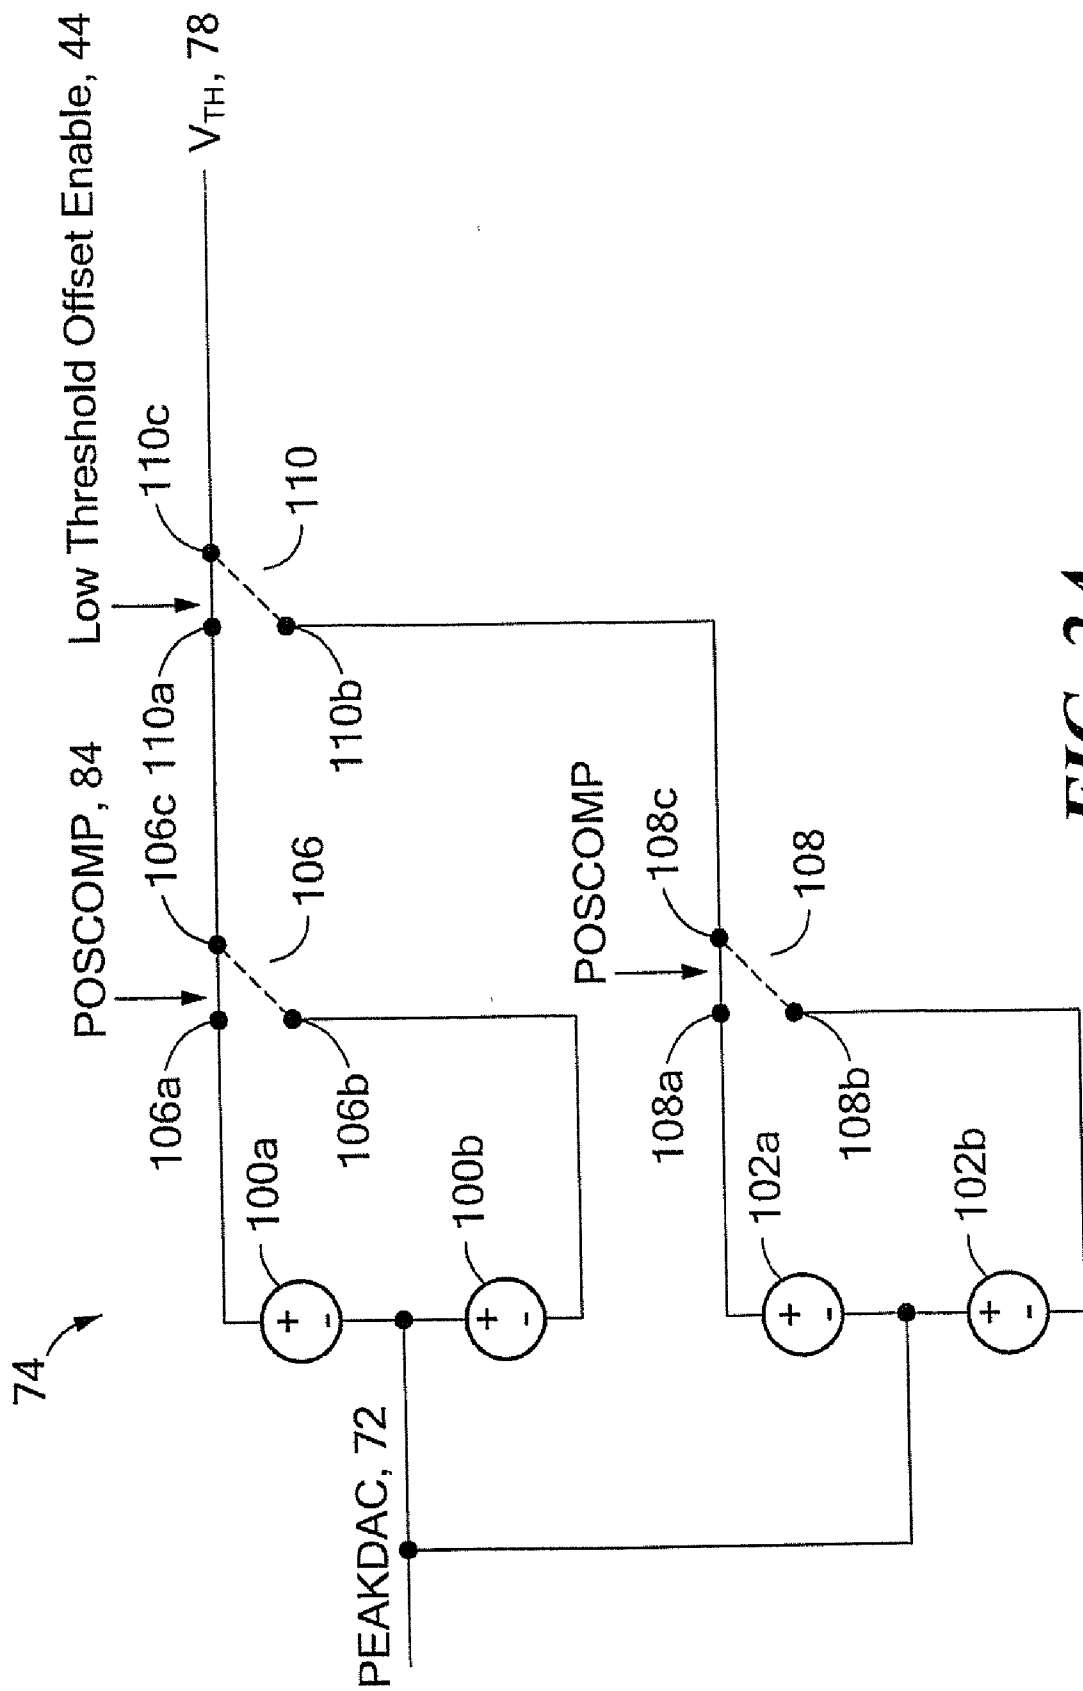 74
PEAKDAC, 72
100a
100b
106a
106b
POSCOMP, 84
106c
106
110a
110b
Low Threshold Offset Enable, 44
110c
110
VTH, 78
102a
102b
108a
108b
POSCOMP
108c
108
+
-
+
-
+
-
+
-